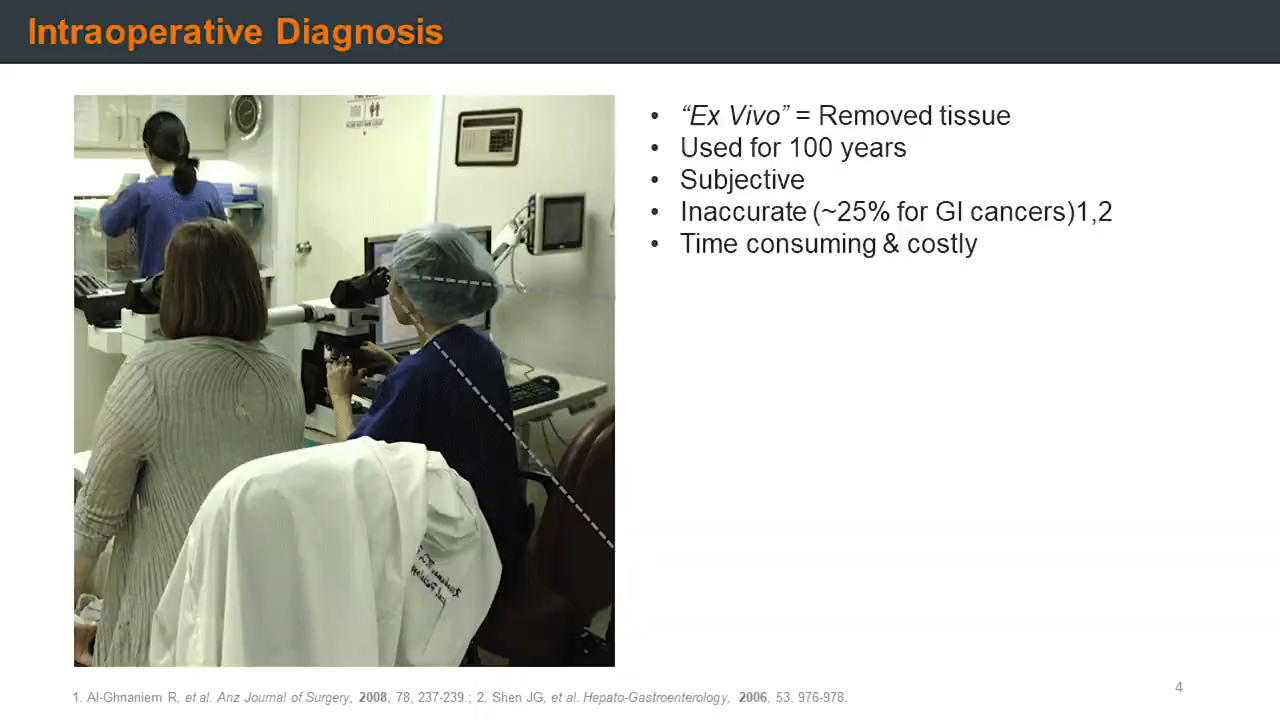 Intraoperative Diagnosis
• “Ex Vivo” = Removed tissue
• Used for 100 years
• Subjective
• Inaccurate (~25% for GI cancers)1,2
• Time consuming & costly
1. Al-Ghnaniem R, et al. Anz Journal of Surgery, 2008, 78, 237-239.; 2. Shen JG, et al. Hepato-Gastroenterology, 2006, 53, 976-978.
4